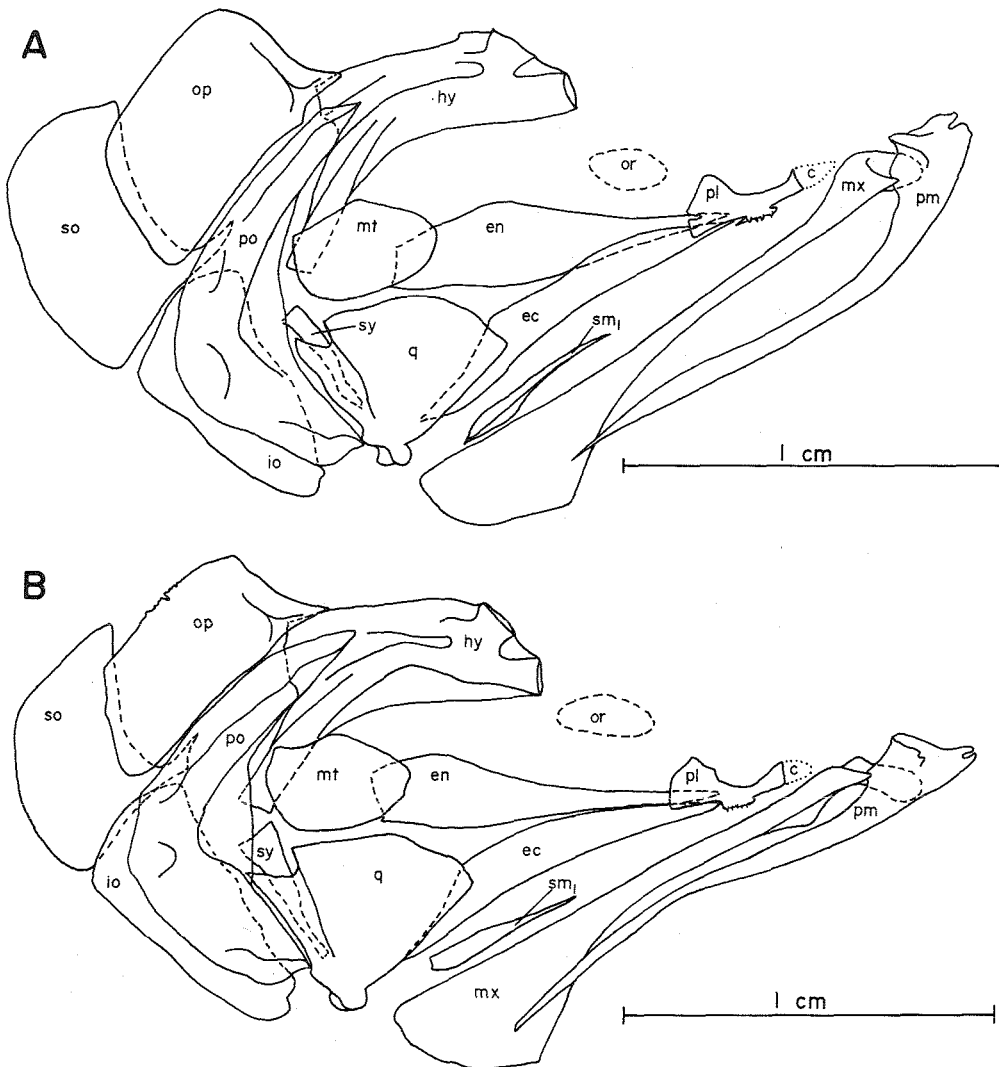 A
op
hy
so
or
pl
c
mx
pm
po
mt
en
sy
q
ec
sm1
io
1 cm
B
op
hy
so
or
po
pl
c
mt
en
pm
sy
ec
q
io
sm1
mx
1 cm